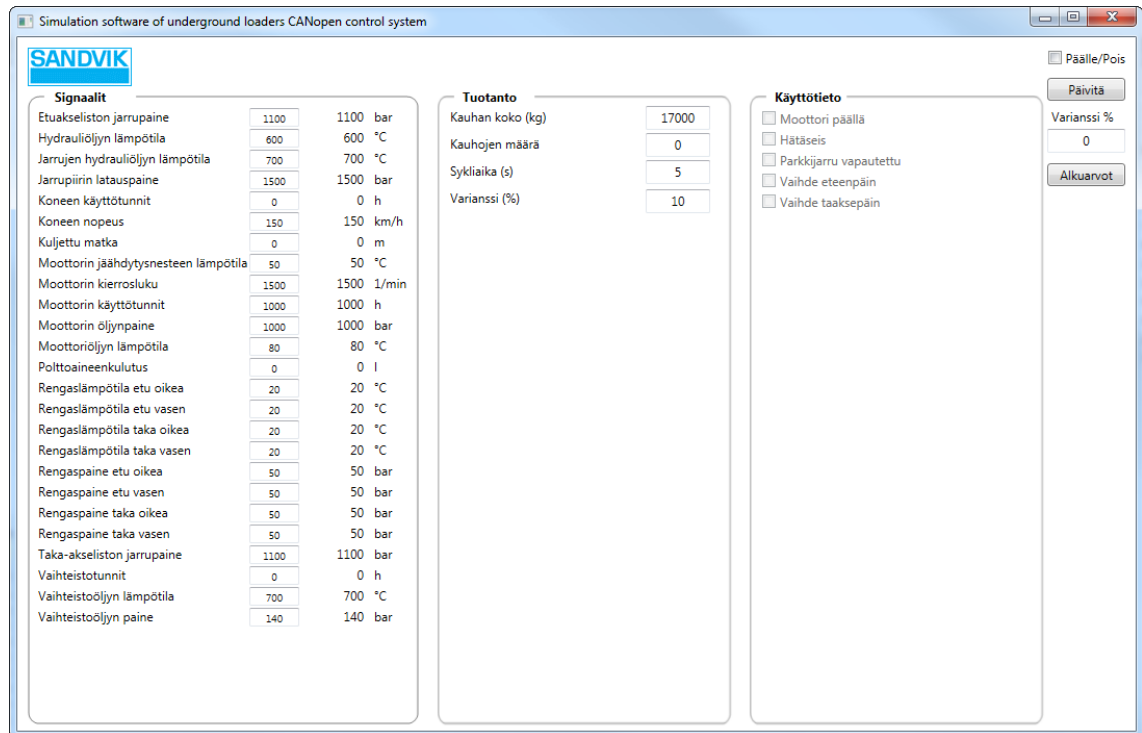 Simulation software of underground loaders CANopen control system
SANDVIK
Päälle/Pois
Päivitä
Varianssi %
0
Alkuarvot
Signaalit
Etuakseliston jarrupaine 1100 1100 bar
Hydrauliöljyn lämpötila 600 600 °C
Jarrujen hydrauliöljyn lämpötila 700 700 °C
Jarrupiirin latauspaine 1500 1500 bar
Koneen käyttötunnit 0 0 h
Koneen nopeus 150 150 km/h
Kuljettu matka 0 0 m
Moottorin jäähdytysnesteen lämpötila 50 50 °C
Moottorin kierrosluku 1500 1500 1/min
Moottorin käyttötunnit 1000 1000 h
Moottorin öljynpaine 1000 1000 bar
Moottoriöljyn lämpötila 80 80 °C
Polttoaineenkulutus 0 0 l
Rengaslämpötila etu oikea 20 20 °C
Rengaslämpötila etu vasen 20 20 °C
Rengaslämpötila taka oikea 20 20 °C
Rengaslämpötila taka vasen 20 20 °C
Rengaspaine etu oikea 50 50 bar
Rengaspaine etu vasen 50 50 bar
Rengaspaine taka oikea 50 50 bar
Rengaspaine taka vasen 50 50 bar
Taka-akseliston jarrupaine 1100 1100 bar
Vaihteistotunnit 0 0 h
Vaihteistoöljyn lämpötila 700 700 °C
Vaihteistoöljyn paine 140 140 bar
Tuotanto
Kauhan koko (kg) 17000
Kauhojen määrä 0
Sykliaika (s) 5
Varianssi (%) 10
Käyttötieto
Moottori päällä
Hätäseis
Parkkijarru vapautettu
Vaihde eteenpäin
Vaihde taaksepäin